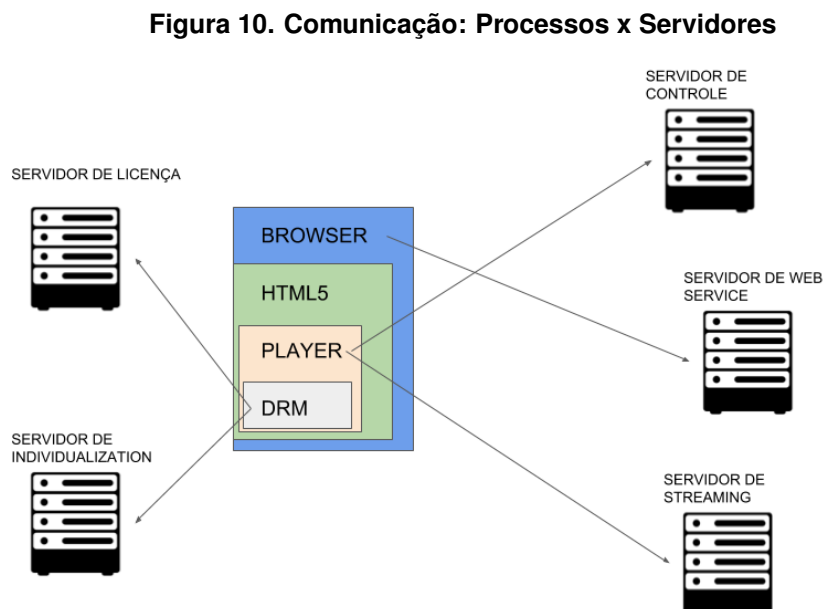 Figura 10. Comunicação: Processos x Servidores
SERVIDOR DE
CONTROLE
SERVIDOR DE LICENÇA
BROWSER
HTML5
SERVIDOR DE WEB
SERVICE
PLAYER
DRM
SERVIDOR DE
INDIVIDUALIZATION
SERVIDOR DE
STREAMING